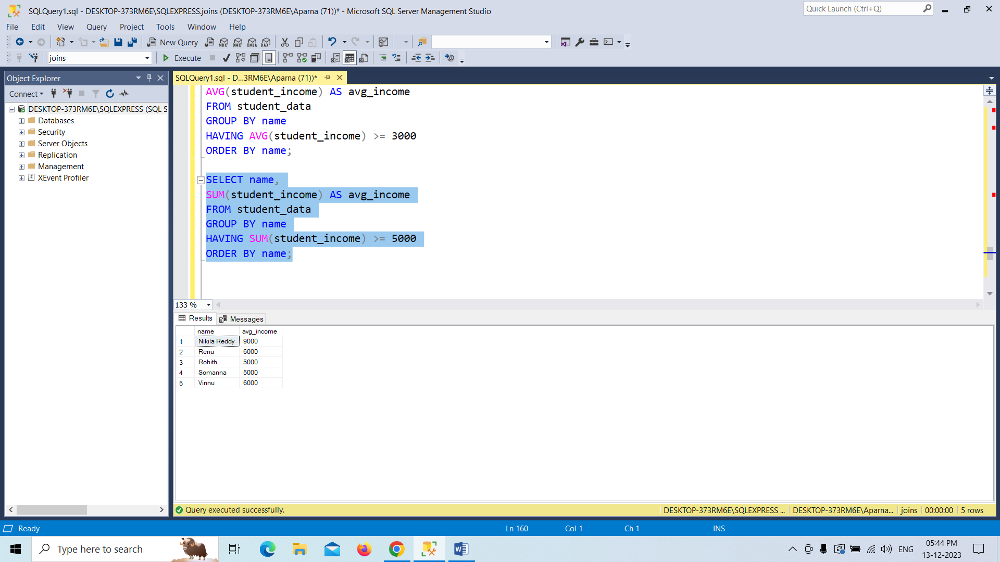 SQLQuery1.sql - DESKTOP-373RM6E\SQLEXPRESS.joins (DESKTOP-373RM6E\Aparna (71))* - Microsoft SQL Server Management Studio
Quick Launch (Ctrl+Q)
File Edit View Query Project Tools Window Help
New Query MDX DMX XMLA DAX
joins Execute
Object Explorer
SQLQuery1.sql - D...3RM6E\Aparna (71))*
Connect
DESKTOP-373RM6E\SQLEXPRESS (SQL S
Databases
Security
Server Objects
Replication
Management
XEvent Profiler
AVG(student_income) AS avg_income
FROM student_data
GROUP BY name
HAVING AVG(student_income) >= 3000
ORDER BY name;
SELECT name,
SUM(student_income) AS avg_income
FROM student_data
GROUP BY name
HAVING SUM(student_income) >= 5000
ORDER BY name;
133 %
Results Messages
name avg_income
1 Nikila Reddy 9000
2 Renu 6000
3 Rohith 5000
4 Somanna 5000
5 Vinnu 6000
Query executed successfully.
DESKTOP-373RM6E\SQLEXPRESS ... DESKTOP-373RM6E\Aparna... joins 00:00:00 5 rows
Ready Ln 160 Col 1 Ch 1 INS
Type here to search
ENG
05:44 PM
13-12-2023